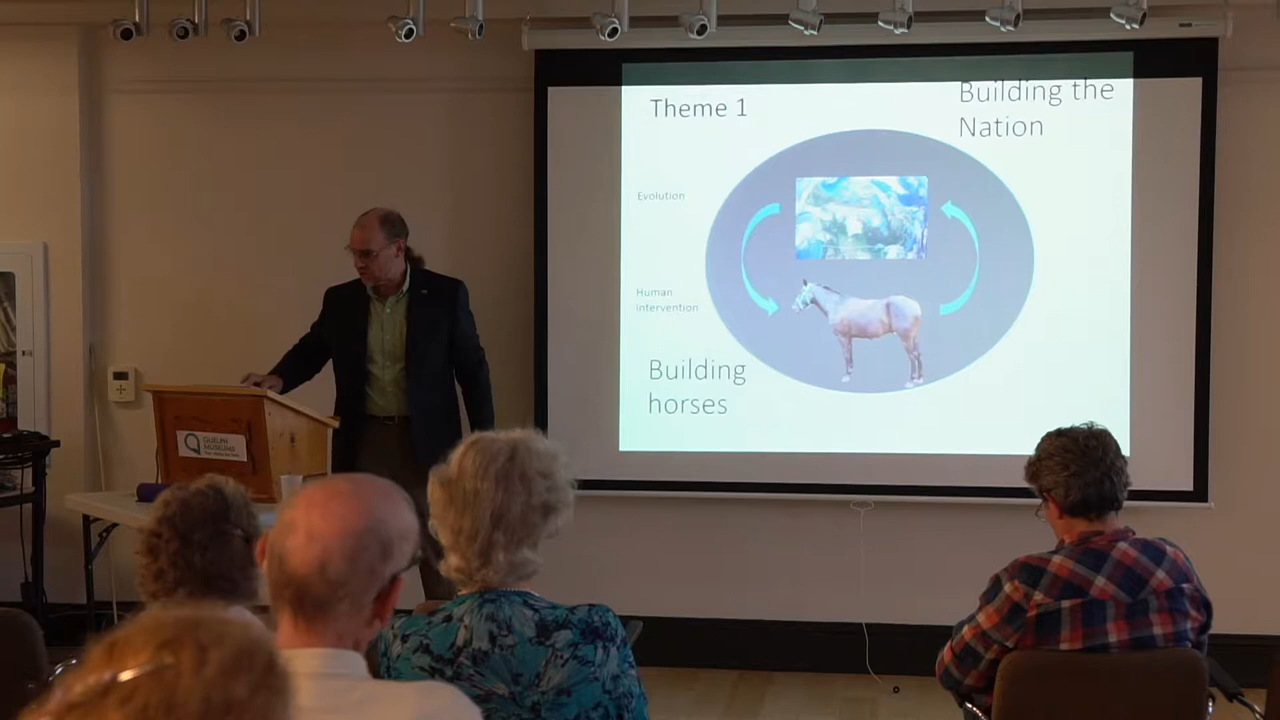 Theme 1
Building the
Nation
Evolution
Human
intervention
Building
horses
GUELPH
MUSEUMS